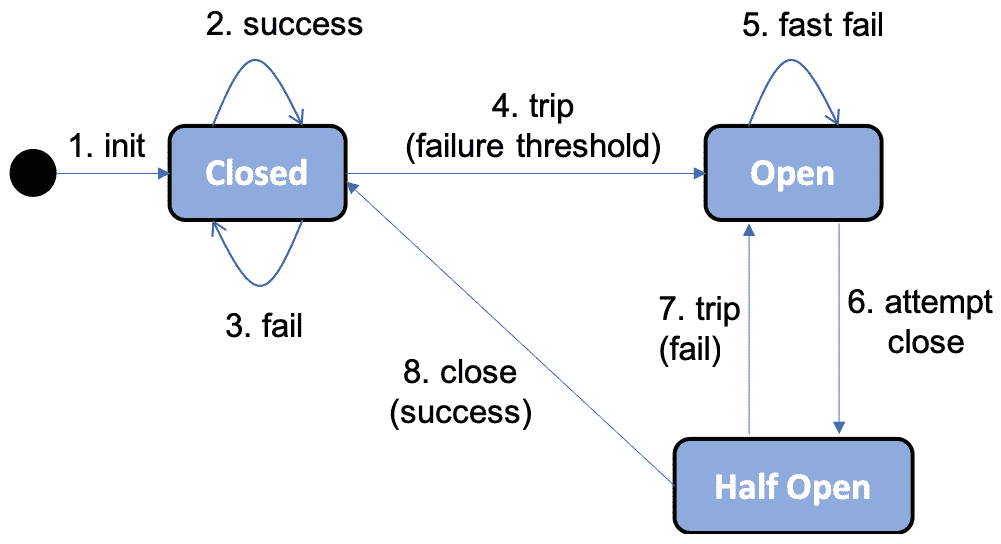 2. success
5. fast fail
1. init
4. trip
(failure threshold)
Closed
Open
3. fail
7. trip
(fail)
6. attempt
close
8. close
(success)
Half Open